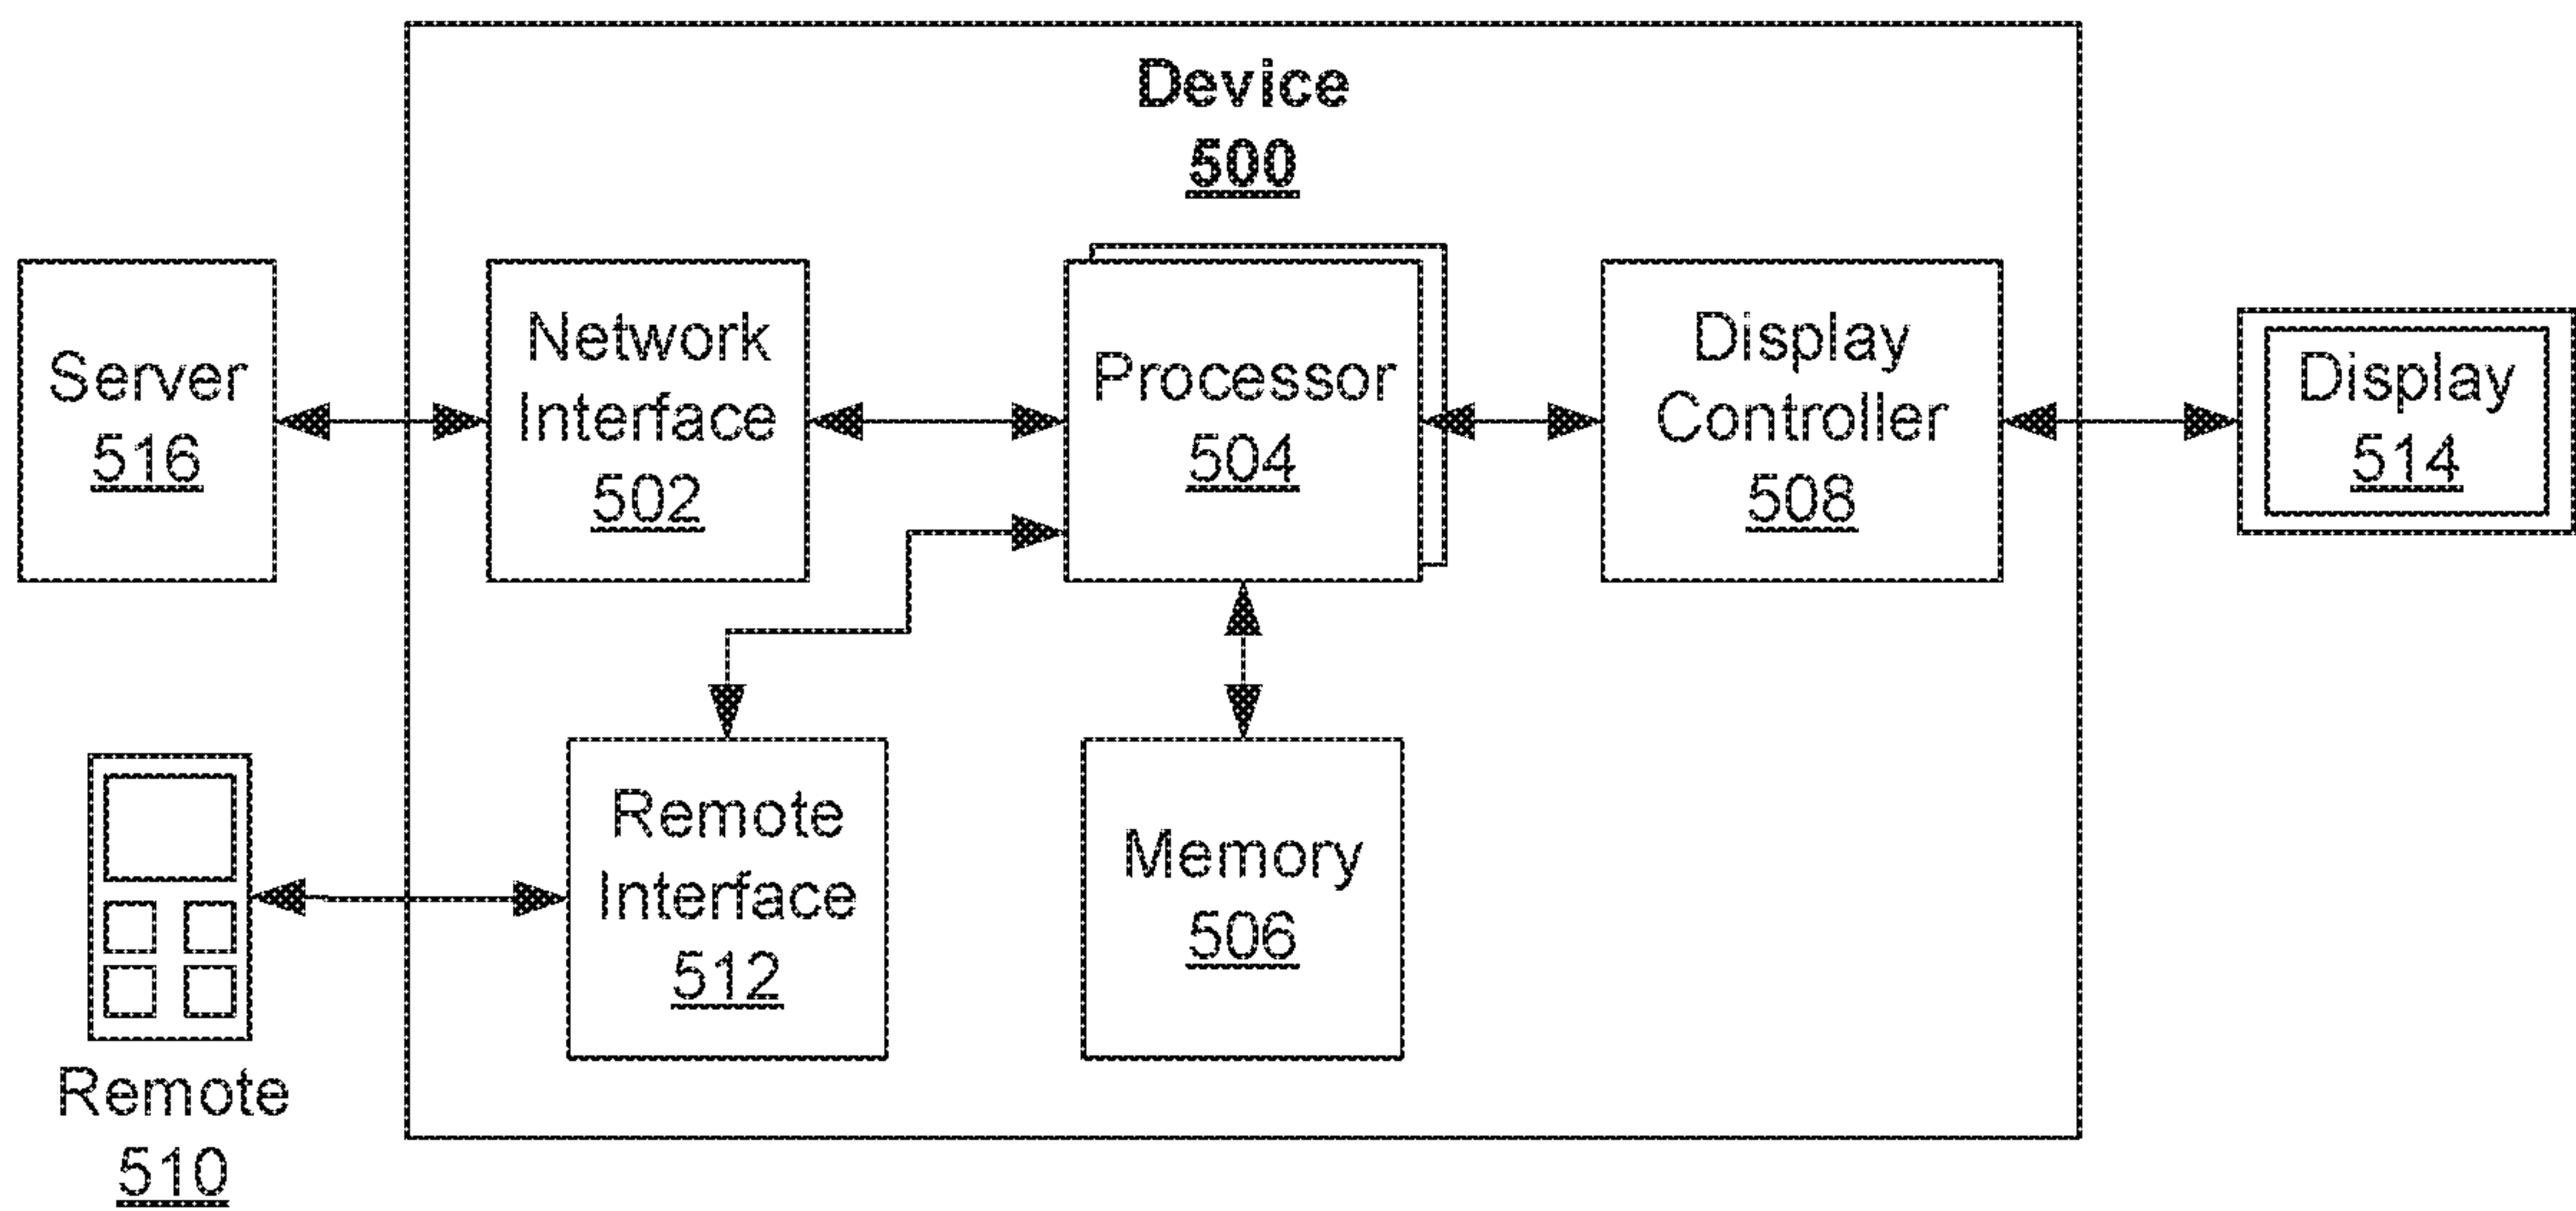 Device
500
Server
516
Network
Interface
502
Processor
504
Display
Controller
508
Display
514
Remote
510
Remote
Interface
512
Memory
506